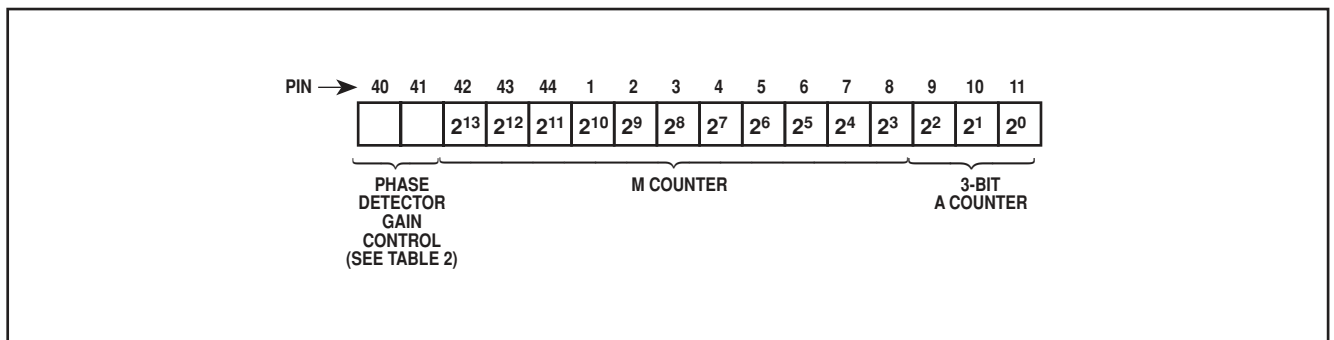 PIN → 40 41 42 43 44 1 2 3 4 5 6 7 8 9 10 11
2¹³ 2¹² 2¹¹ 2¹⁰ 2⁹ 2⁸ 2⁷ 2⁶ 2⁵ 2⁴ 2³ 2² 2¹ 2⁰
PHASE
DETECTOR
GAIN
CONTROL
(SEE TABLE 2)
M COUNTER
3-BIT
A COUNTER